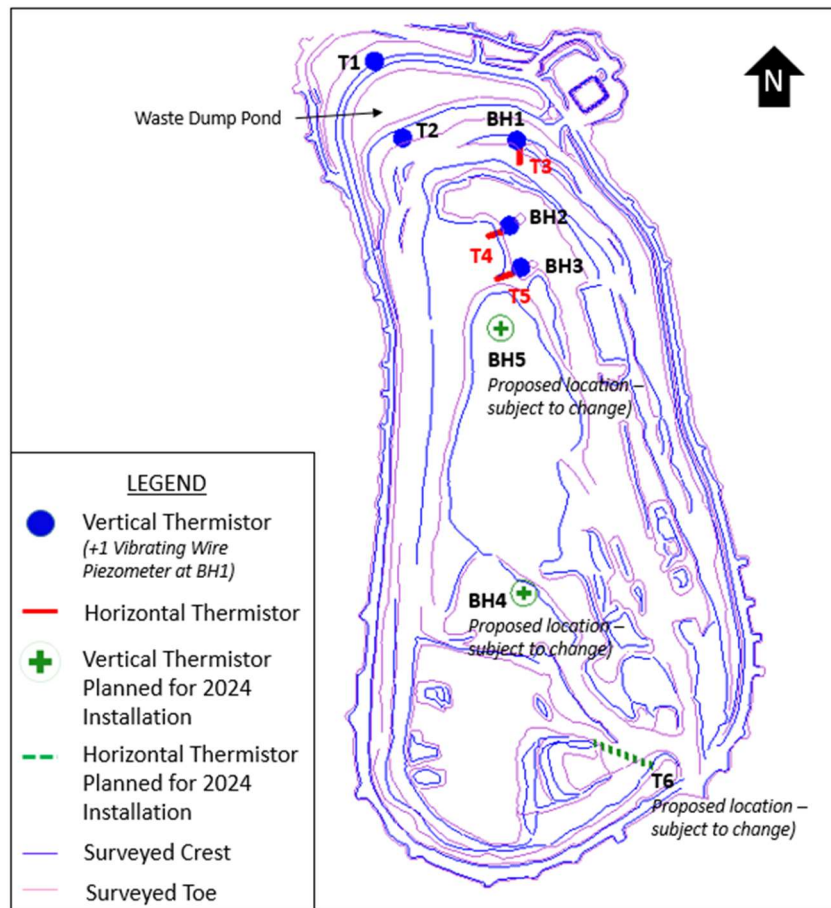 T1
N
Waste Dump Pond
T2
BH1
T3
BH2
T4
BH3
T5
BH5
Proposed location –
subject to change)
LEGEND
Vertical Thermistor
(+1 Vibrating Wire
Piezometer at BH1)
Horizontal Thermistor
Vertical Thermistor
Planned for 2024
Installation
Horizontal Thermistor
Planned for 2024
Installation
Surveyed Crest
Surveyed Toe
BH4
Proposed location –
subject to change)
T6
Proposed location –
subject to change)